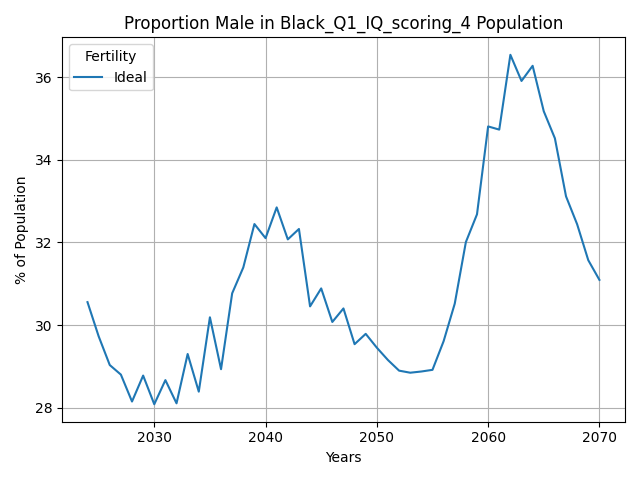 Proportion Male in Black_Q1_IQ_scoring_4 Population
Fertility
Ideal
% of Population
36
34
32
30
28
2030
2040
2050
2060
2070
Years